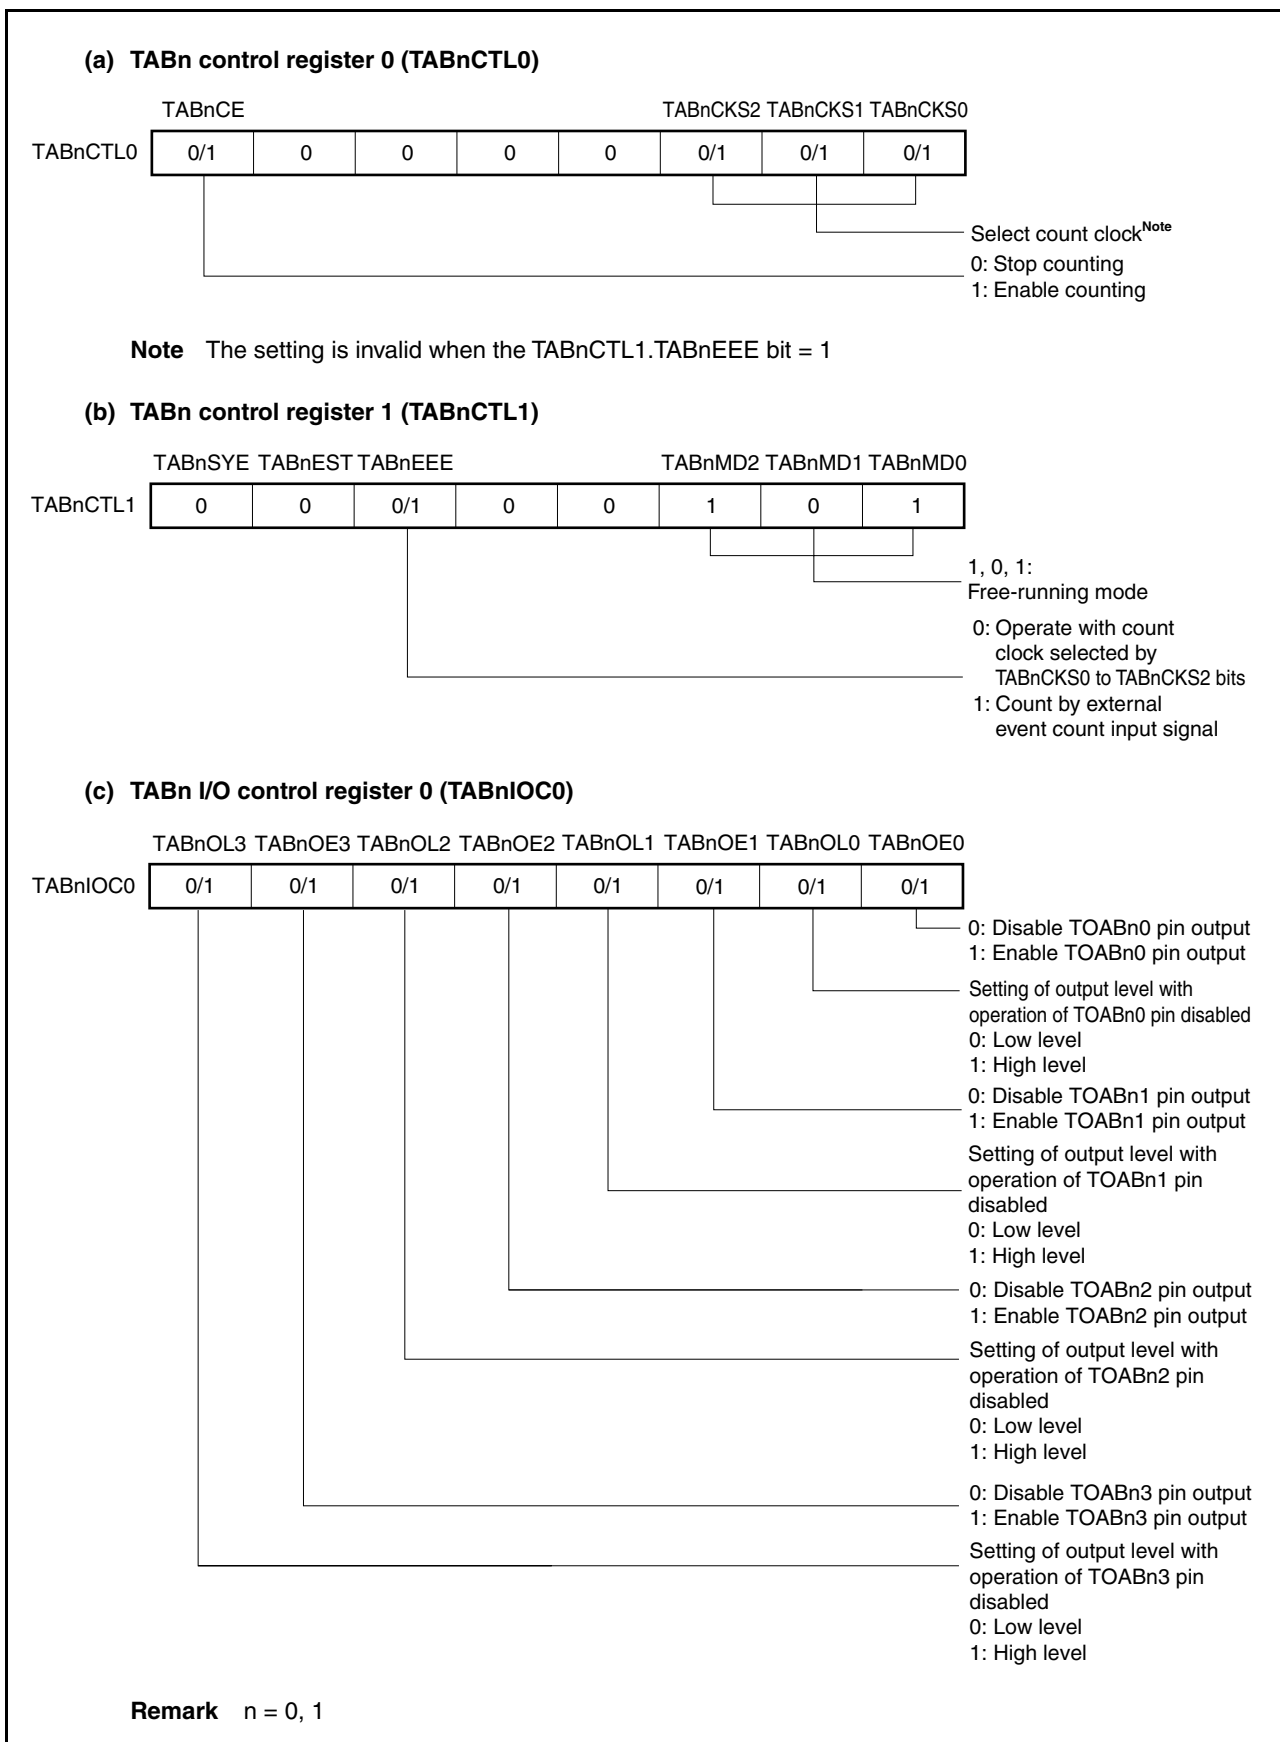 (a) TABn control register 0 (TABnCTL0)
TABnCE TABnCKS2 TABnCKS1 TABnCKS0
TABnCTL0 0/1 0 0 0 0 0/1 0/1 0/1
Select count clockNote
0: Stop counting
1: Enable counting
Note The setting is invalid when the TABnCTL1.TABnEEE bit = 1
(b) TABn control register 1 (TABnCTL1)
TABnSYE TABnEST TABnEEE TABnMD2 TABnMD1 TABnMD0
TABnCTL1 0 0 0/1 0 0 1 0 1
1, 0, 1:
Free-running mode
0: Operate with count
clock selected by
TABnCKS0 to TABnCKS2 bits
1: Count by external
event count input signal
(c) TABn I/O control register 0 (TABnIOC0)
TABnOL3 TABnOE3 TABnOL2 TABnOE2 TABnOL1 TABnOE1 TABnOL0 TABnOE0
TABnIOC0 0/1 0/1 0/1 0/1 0/1 0/1 0/1 0/1
0: Disable TOABn0 pin output
1: Enable TOABn0 pin output
Setting of output level with
operation of TOABn0 pin disabled
0: Low level
1: High level
0: Disable TOABn1 pin output
1: Enable TOABn1 pin output
Setting of output level with
operation of TOABn1 pin
disabled
0: Low level
1: High level
0: Disable TOABn2 pin output
1: Enable TOABn2 pin output
Setting of output level with
operation of TOABn2 pin
disabled
0: Low level
1: High level
0: Disable TOABn3 pin output
1: Enable TOABn3 pin output
Setting of output level with
operation of TOABn3 pin
disabled
0: Low level
1: High level
Remark n = 0, 1